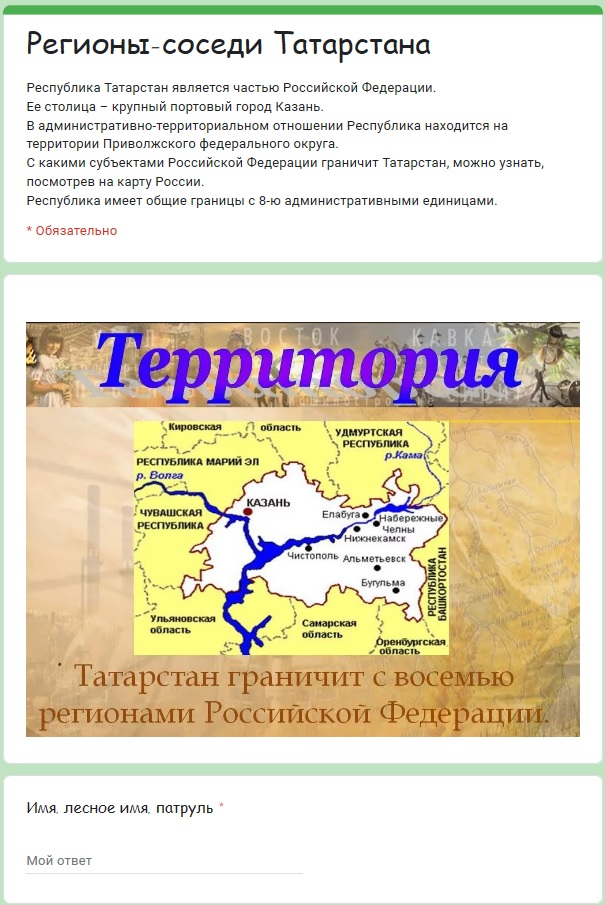 Регионы-соседи Татарстана
Республика Татарстан является частью Российской Федерации.
Ее столица – крупный портовый город Казань.
В административно-территориальном отношении Республика находится на
территории Приволжского федерального округа.
С какими субъектами Российской Федерации граничит Татарстан, можно узнать,
посмотрев на карту России.
Республика имеет общие границы с 8-ю административными единицами.
* Обязательно
ВОСТОК КАВКАЗ
Территория
Кировская область
УДМУРТСКАЯ
РЕСПУБЛИКА
р.Кама
РЕСПУБЛИКА МАРИЙ ЭЛ
р. Волга
КАЗАНЬ
ЧУВАШСКАЯ
РЕСПУБЛИКА
Елабуга
Набережные
Челны
Нижнекамск
Чистополь
Альметьевск
Бугульма
РЕСПУБЛИКА
БАШКОРТОСТАН
Ульяновская
область
Самарская
область
Оренбургская
область
Татарстан граничит с восемью
регионами Российской Федерации.
Имя, лесное имя, патруль *
Мой ответ